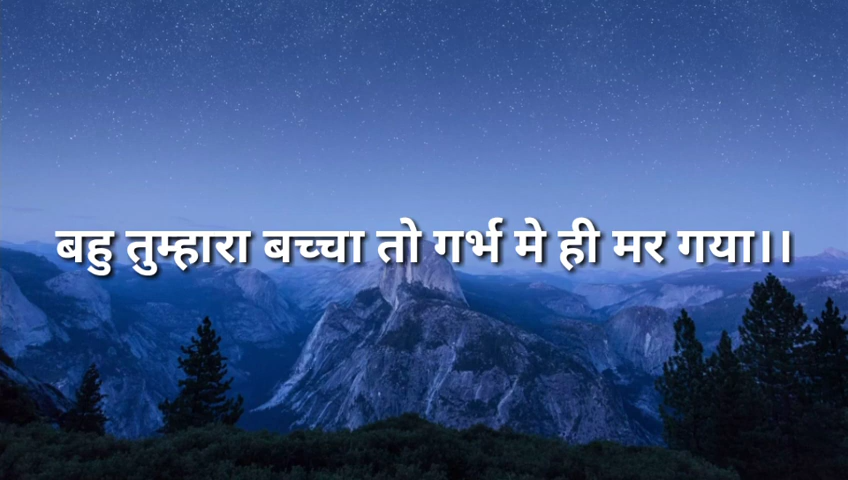 बहु तुम्हारा बच्चा तो गर्भ मे ही मर गया।।